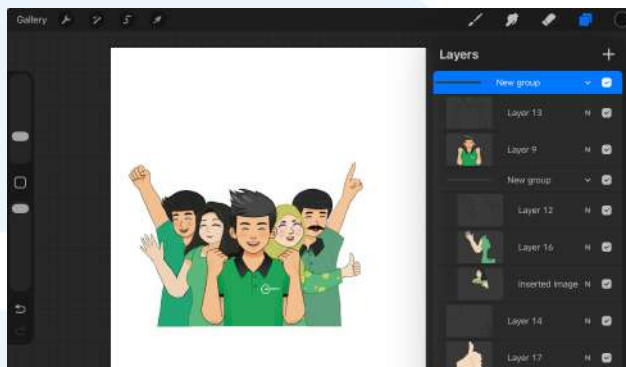 Gallery
Layers
New group
Layer 13 N
Layer 9 N
New group
Layer 12 N
Layer 16 N
Inserted Image N
Layer 14 N
Layer 17 N